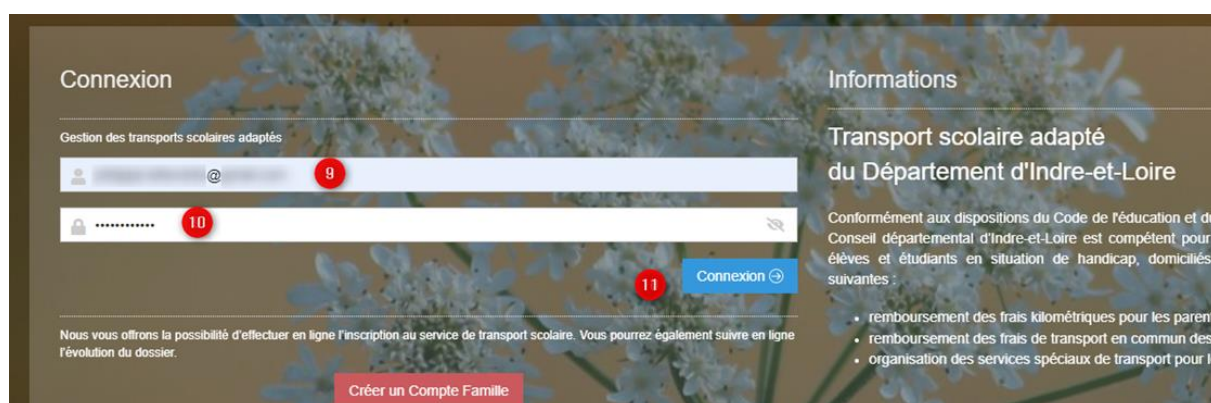 Connexion
Gestion des transports scolaires adaptés
@
9
••••••••••••
10
Connexion
11
Nous vous offrons la possibilité d'effectuer en ligne l'inscription au service de transport scolaire. Vous pourrez également suivre en ligne
l'évolution du dossier.
Créer un Compte Famille
Informations
Transport scolaire adapté
du Département d'Indre-et-Loire
Conformément aux dispositions du Code de l'éducation et du
Conseil départemental d'Indre-et-Loire est compétent pour
élèves et étudiants en situation de handicap, domiciliés
suivantes :
• remboursement des frais kilométriques pour les parent
• remboursement des frais de transport en commun des
• organisation des services spéciaux de transport pour